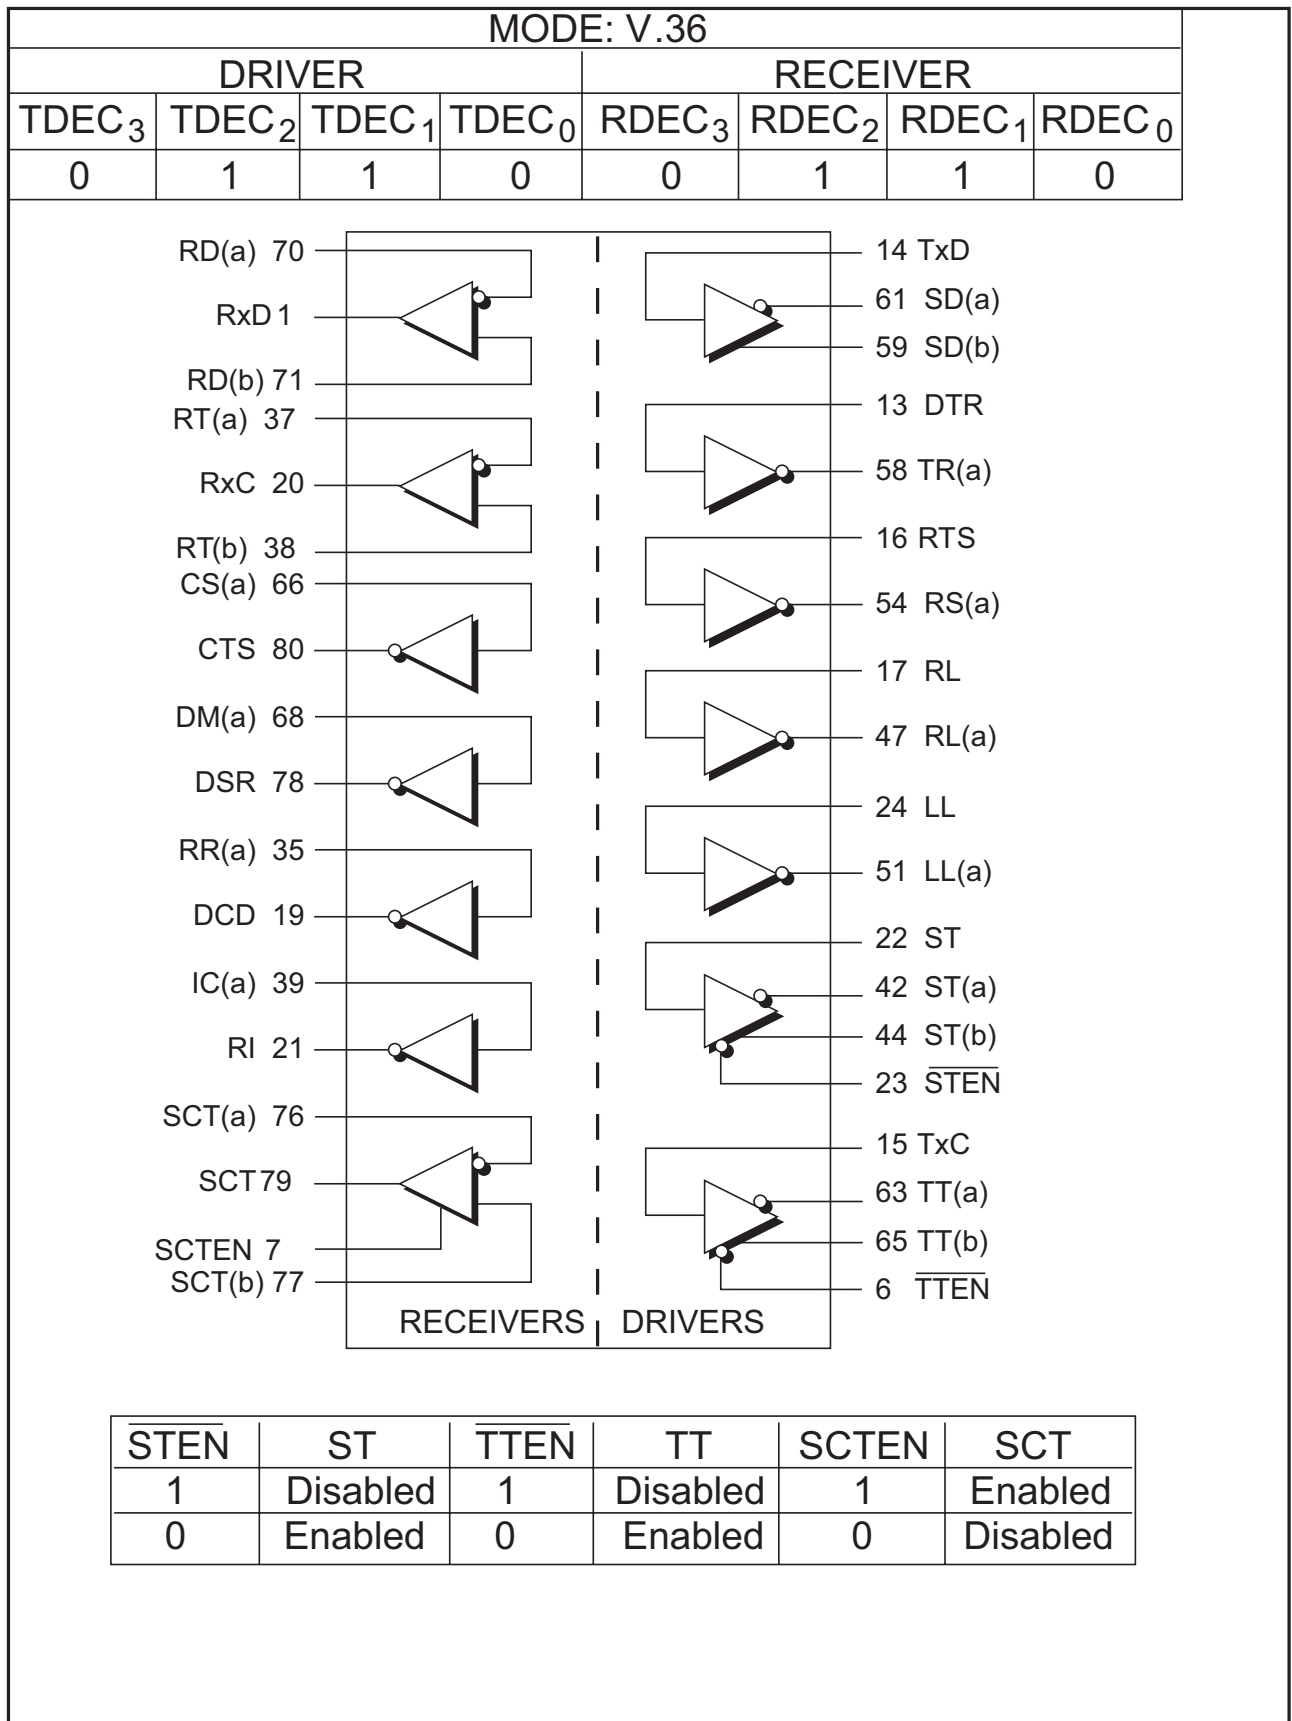 MODE: V.36
DRIVER RECEIVER
TDEC3 TDEC2 TDEC1 TDEC0 RDEC3 RDEC2 RDEC1 RDEC0
0 1 1 0 0 1 1 0
RD(a) 70
RxD 1
RD(b) 71
RT(a) 37
RxC 20
RT(b) 38
CS(a) 66
CTS 80
DM(a) 68
DSR 78
RR(a) 35
DCD 19
IC(a) 39
RI 21
SCT(a) 76
SCT 79
SCTEN 7
SCT(b) 77
14 TxD
61 SD(a)
59 SD(b)
13 DTR
58 TR(a)
16 RTS
54 RS(a)
17 RL
47 RL(a)
24 LL
51 LL(a)
22 ST
42 ST(a)
44 ST(b)
23 S̅T̅E̅N̅
15 TxC
63 TT(a)
65 TT(b)
6 T̅T̅E̅N̅
RECEIVERS DRIVERS
S̅T̅E̅N̅ ST T̅T̅E̅N̅ TT SCTEN SCT
1 Disabled 1 Disabled 1 Enabled
0 Enabled 0 Enabled 0 Disabled